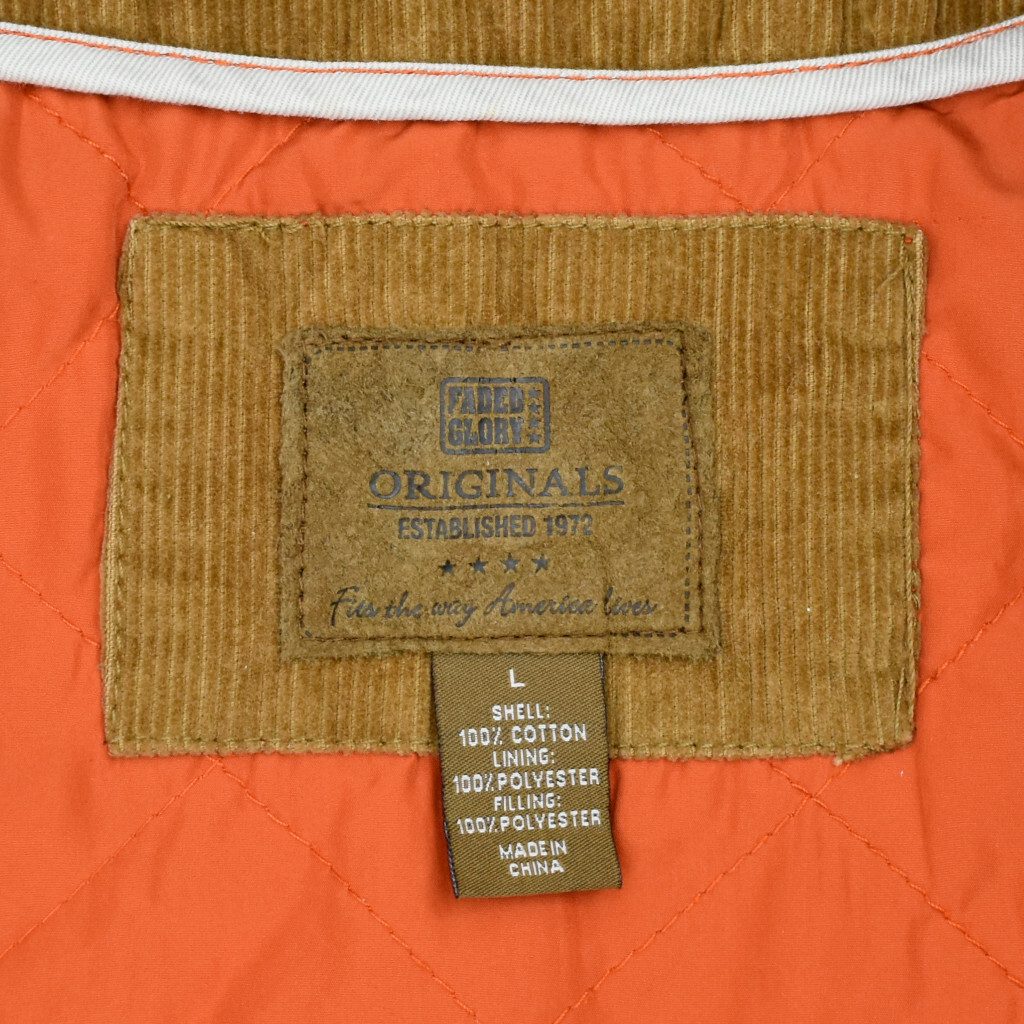 FADED
GLORY
ORIGINALS
ESTABLISHED 1972
Fits the way America lives
L
SHELL:
100% COTTON
LINING:
100% POLYESTER
FILLING:
100% POLYESTER
MADE IN
CHINA